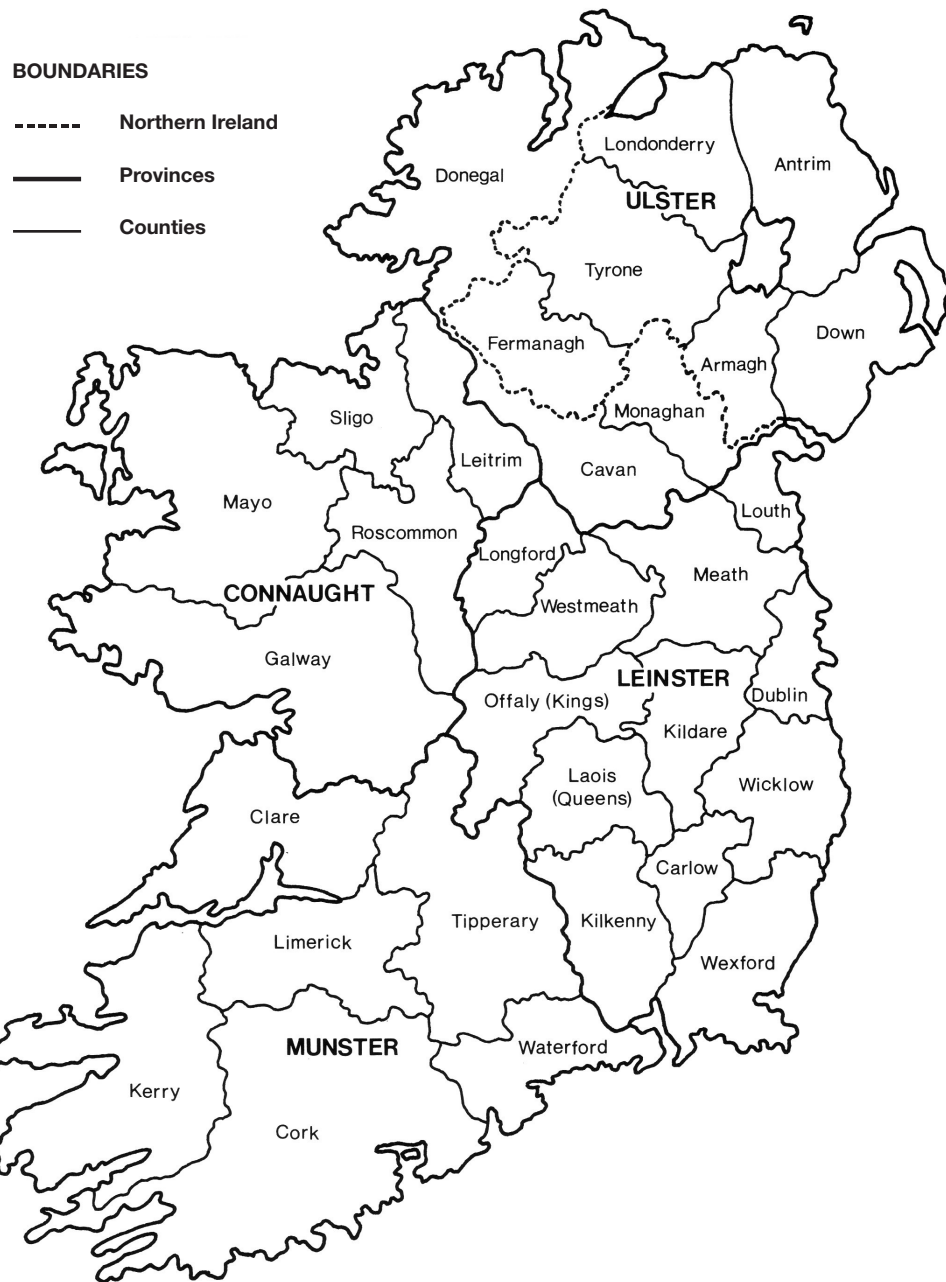 BOUNDARIES
Northern Ireland
Provinces
Counties
Londonderry
Antrim
Donegal
ULSTER
Tyrone
Down
Fermanagh
Armagh
Monaghan
Sligo
Leitrim
Cavan
Mayo
Louth
Roscommon
Longford
Meath
CONNAUGHT
Westmeath
Galway
LEINSTER
Offaly (Kings)
Dublin
Kildare
Laois
(Queens)
Wicklow
Clare
Carlow
Tipperary
Kilkenny
Limerick
Wexford
MUNSTER
Waterford
Kerry
Cork